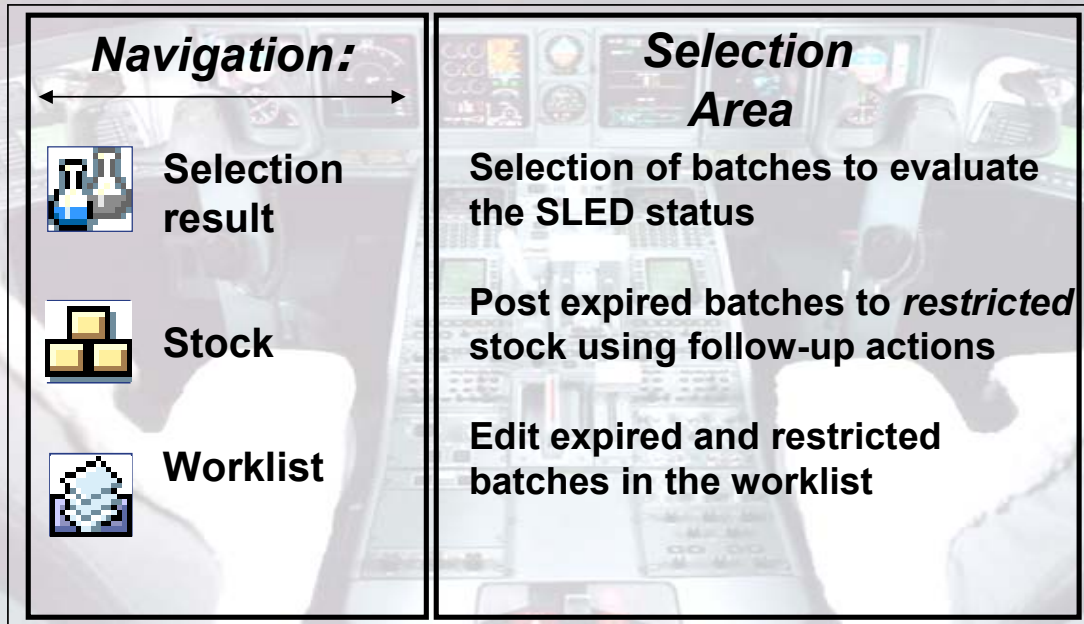 Navigation:
Selection
result
Stock
Worklist
Selection
Area
Selection of batches to evaluate
the SLED status
Post expired batches to restricted
stock using follow-up actions
Edit expired and restricted
batches in the worklist